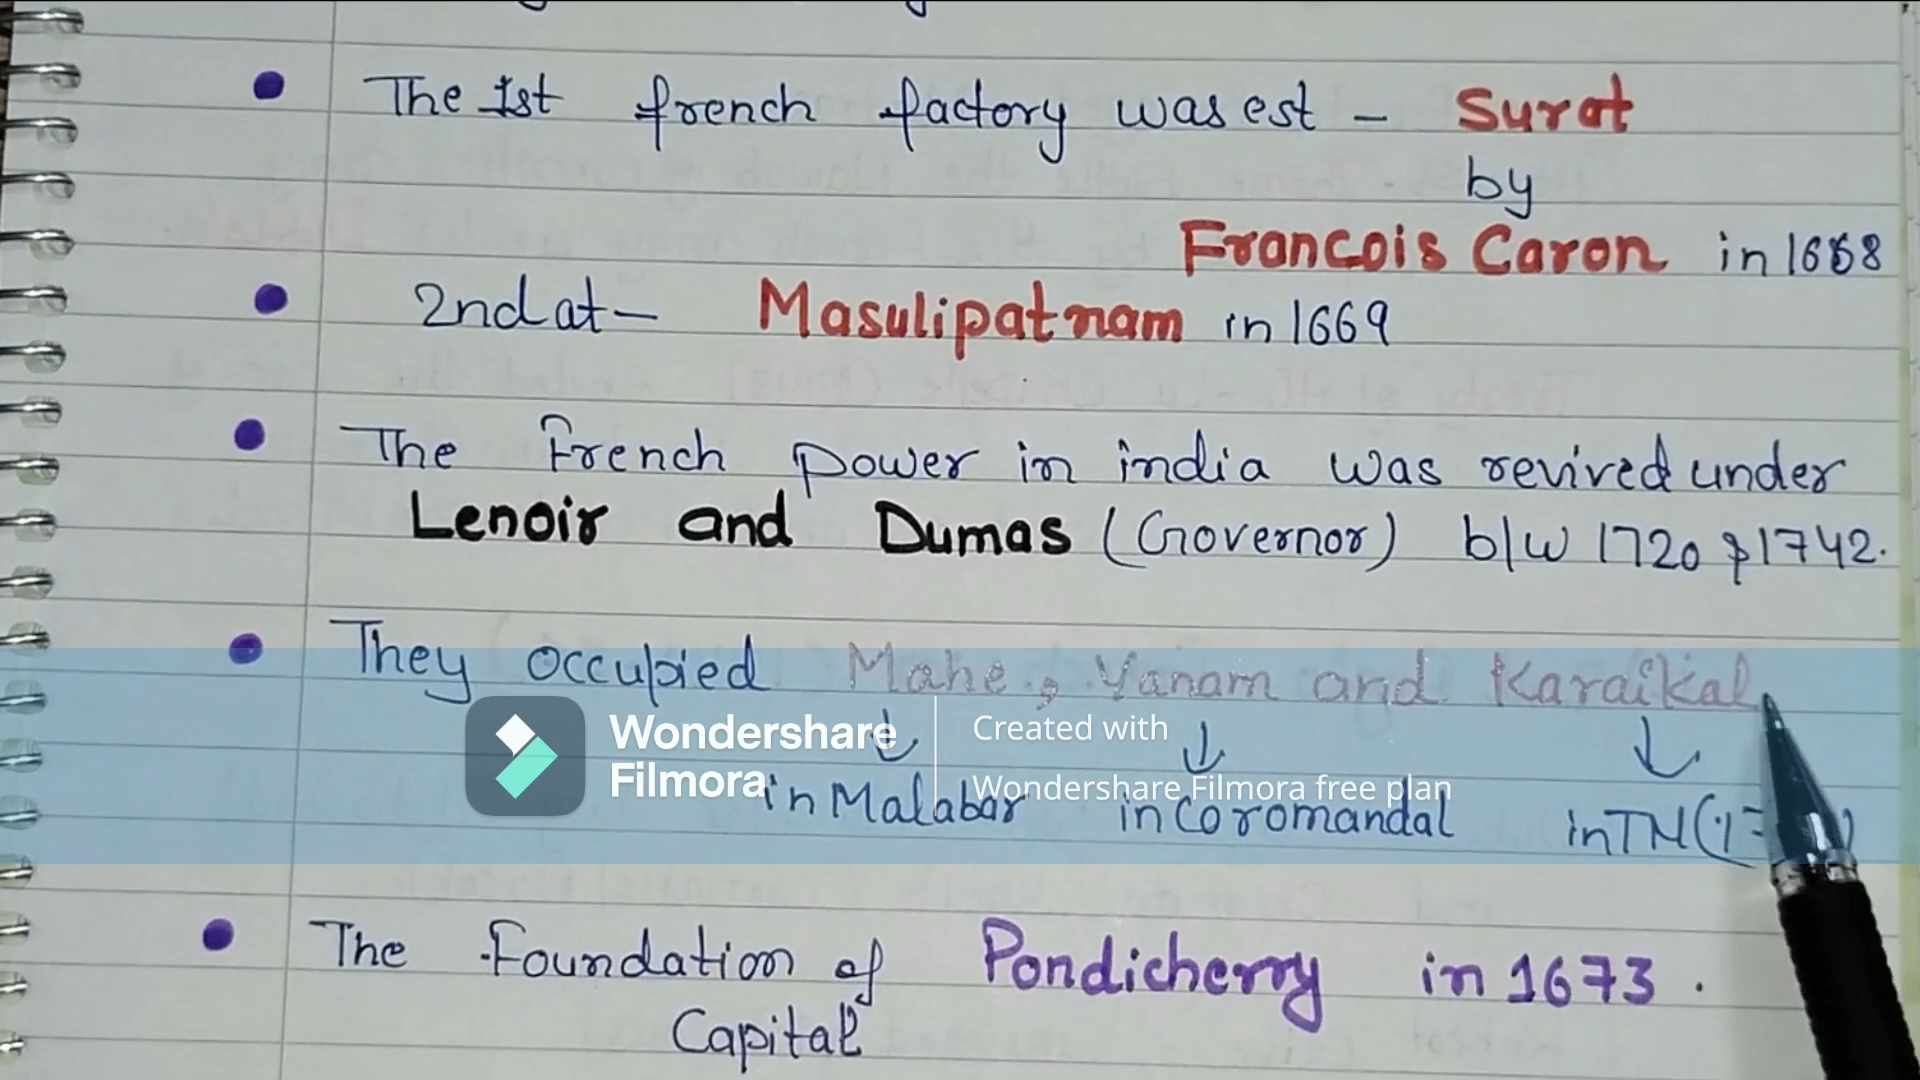 The 1st french factory was est - Surat
by
Francois Caron in 1668
2nd at - Masulipatnam in 1669
The French power in india was revived under
Lenoir and Dumas (Governor) b/w 1720 & 1742.
They occupied Mahe, Yanam and Karaikal
Wondershare Filmora
Created with
Wondershare Filmora free plan
in Malabar in Coromandal in TN
The Foundation of Pondicherry in 1673.
Capital